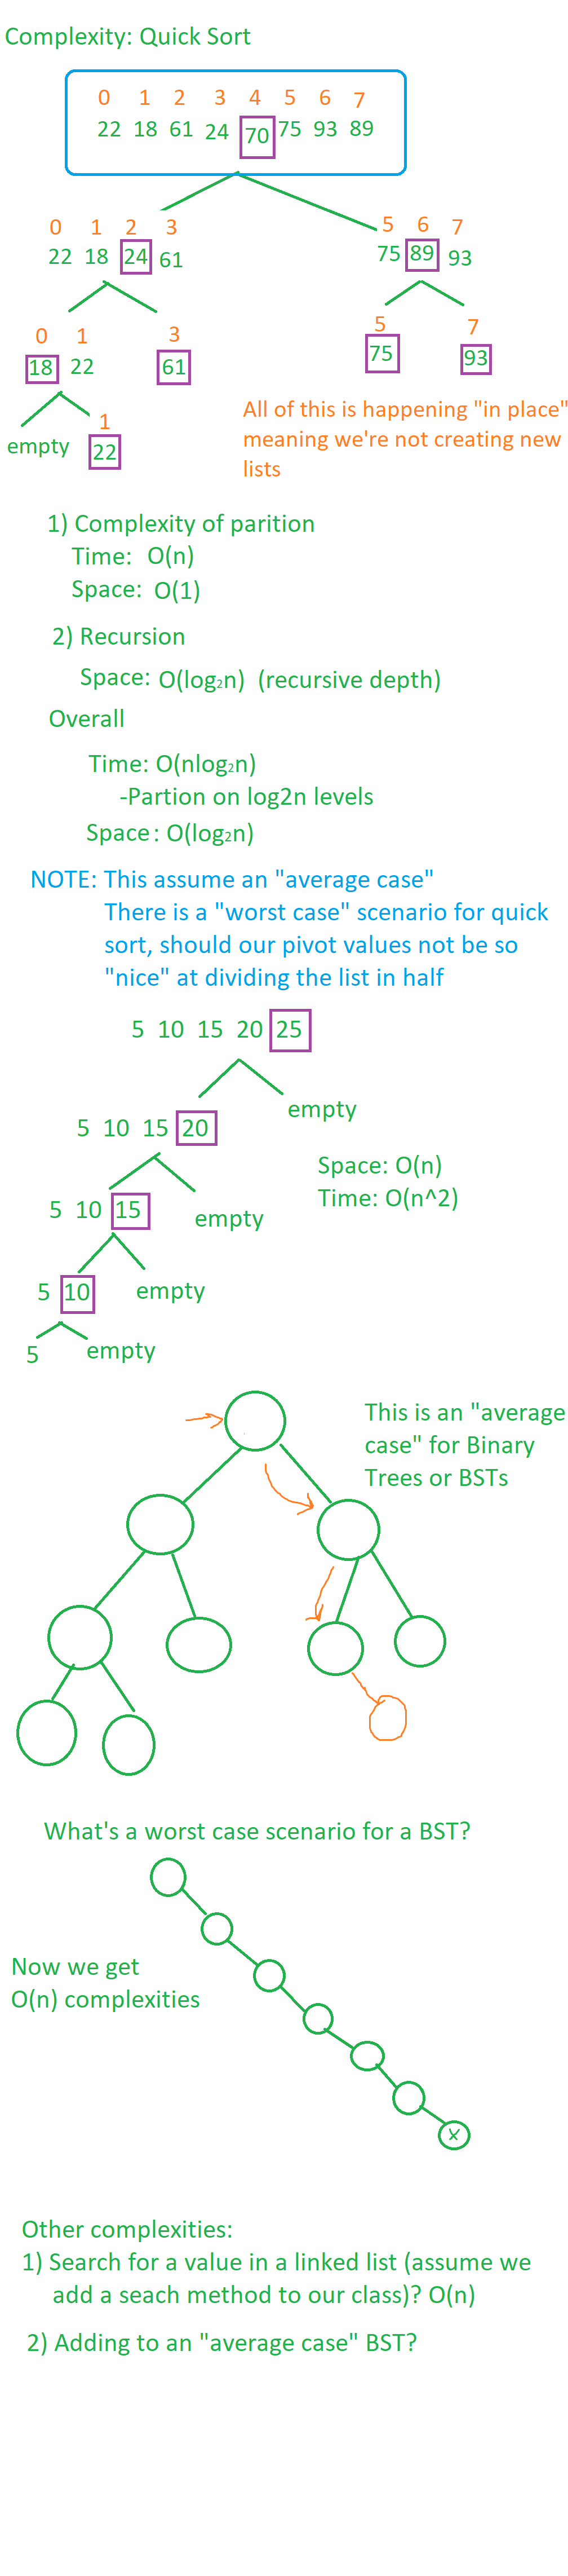 Complexity: Quick Sort
0 1 2 3 4 5 6 7
22 18 61 24 70 75 93 89
0 1 2 3
22 18 24 61
5 6 7
75 89 93
0 1
18 22
3
61
5
75
7
93
empty
1
22
All of this is happening "in place"
meaning we're not creating new
lists
1) Complexity of parition
Time: O(n)
Space: O(1)
2) Recursion
Space: O(log₂n) (recursive depth)
Overall
Time: O(nlog₂n)
-Partion on log2n levels
Space: O(log₂n)
NOTE: This assume an "average case"
There is a "worst case" scenario for quick
sort, should our pivot values not be so
"nice" at dividing the list in half
5 10 15 20 25
empty
5 10 15 20
Space: O(n)
Time: O(n^2)
5 10 15
empty
5 10
empty
5
empty
This is an "average
case" for Binary
Trees or BSTs
What's a worst case scenario for a BST?
Now we get
O(n) complexities
x
Other complexities:
1) Search for a value in a linked list (assume we
add a seach method to our class)? O(n)
2) Adding to an "average case" BST?